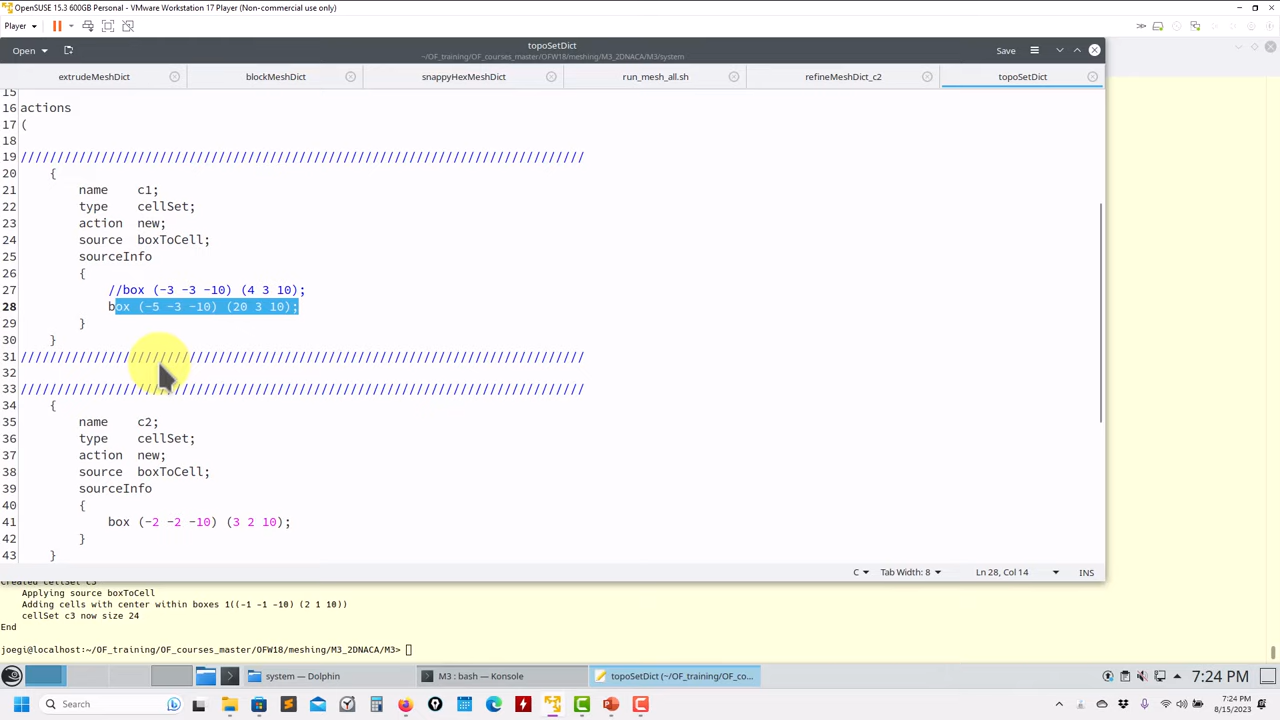 OpenSUSE 15.3 600GB Player - VMware Workstation 17 Player (Non-commercial use only)
Player
Open
topoSetDict
~/OF_training/OF_courses_master/OFW18/meshing/M3_2DNACA/M3/system
Save
extrudeMeshDict
blockMeshDict
snappyHexMeshDict
run_mesh_all.sh
refineMeshDict_c2
topoSetDict
15
16 actions
17 (
18
19 //////////////////////////////////////////////////////////////////////////////
20 {
21 name c1;
22 type cellSet;
23 action new;
24 source boxToCell;
25 sourceInfo
26 {
27 //box (-3 -3 -10) (4 3 10);
28 box (-5 -3 -10) (20 3 10);
29 }
30 }
31 //////////////////////////////////////////////////////////////////////////////
32
33 //////////////////////////////////////////////////////////////////////////////
34 {
35 name c2;
36 type cellSet;
37 action new;
38 source boxToCell;
39 sourceInfo
40 {
41 box (-2 -2 -10) (3 2 10);
42 }
43 }
C
Tab Width: 8
Ln 28, Col 14
INS
Created cellSet c3
Applying source boxToCell
Adding cells with center within boxes 1((-1 -1 -10) (2 1 10))
cellSet c3 now size 24
End
joegi@localhost:~/OF_training/OF_courses_master/OFW18/meshing/M3_2DNACA/M3>
system — Dolphin
M3 : bash — Konsole
topoSetDict (~/OF_training/OF_co...
7:24 PM
Search
7:24 PM
8/15/2023